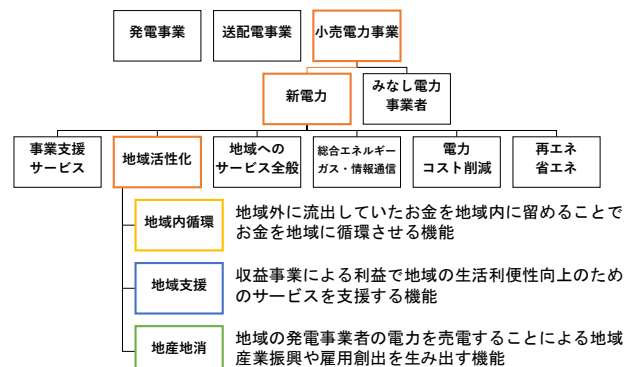 発電事業
送配電事業
小売電力事業
新電力
みなし電力
事業者
事業支援
サービス
地域活性化
地域への
サービス全般
総合エネルギー
ガス・情報通信
電力
コスト削減
再エネ
省エネ
地域内循環
地域外に流出していたお金を地域内に留めることで
お金を地域に循環させる機能
地域支援
収益事業による利益で地域の生活利便性向上のため
のサービスを支援する機能
地産地消
地域の発電事業者の電力を売電することによる地域
産業振興や雇用創出を生み出す機能